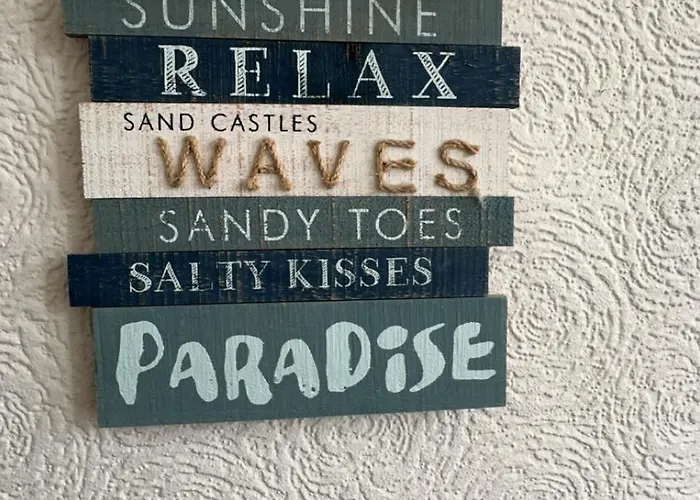 SUNSHINE
RELAX
SAND CASTLES
WAVES
SANDY TOES
SALTY KISSES
PARADiSE